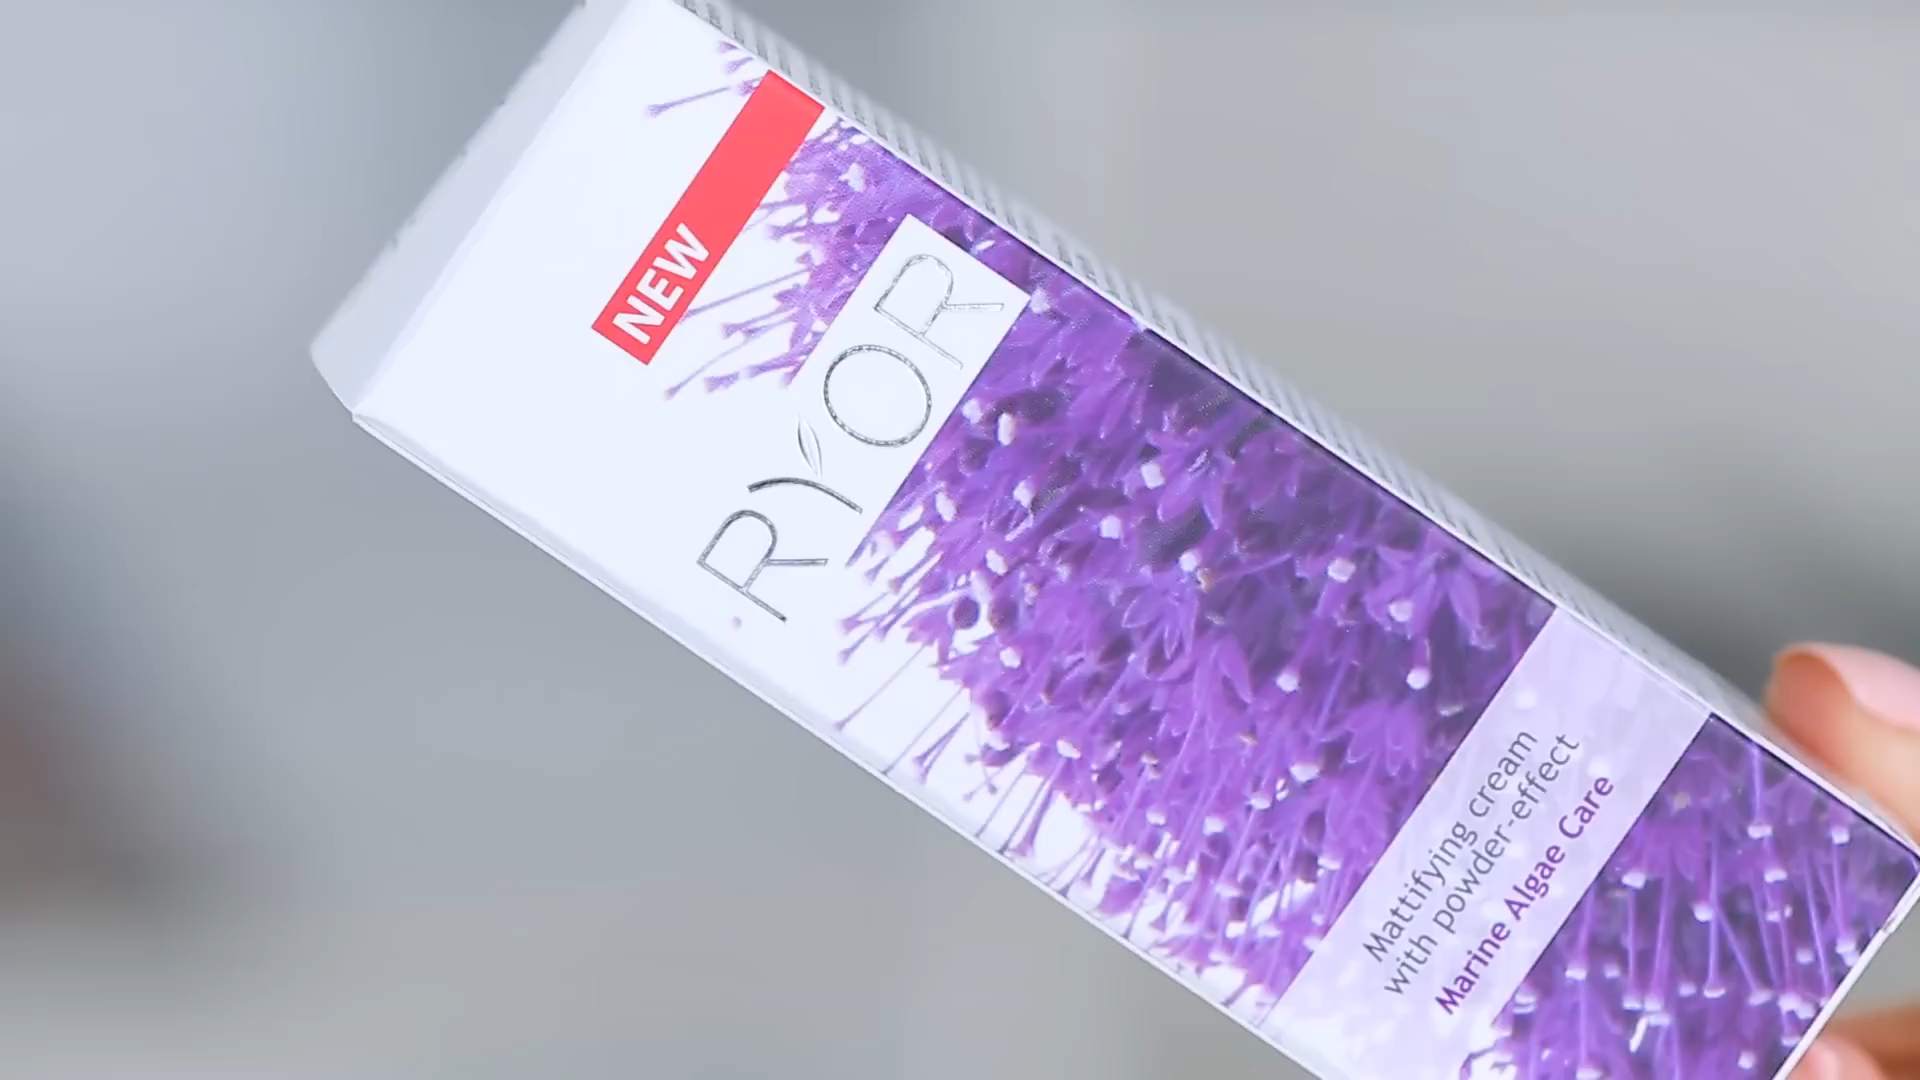 NEW
RYOR
Mattifying cream
with powder-effect
Marine Algae Care